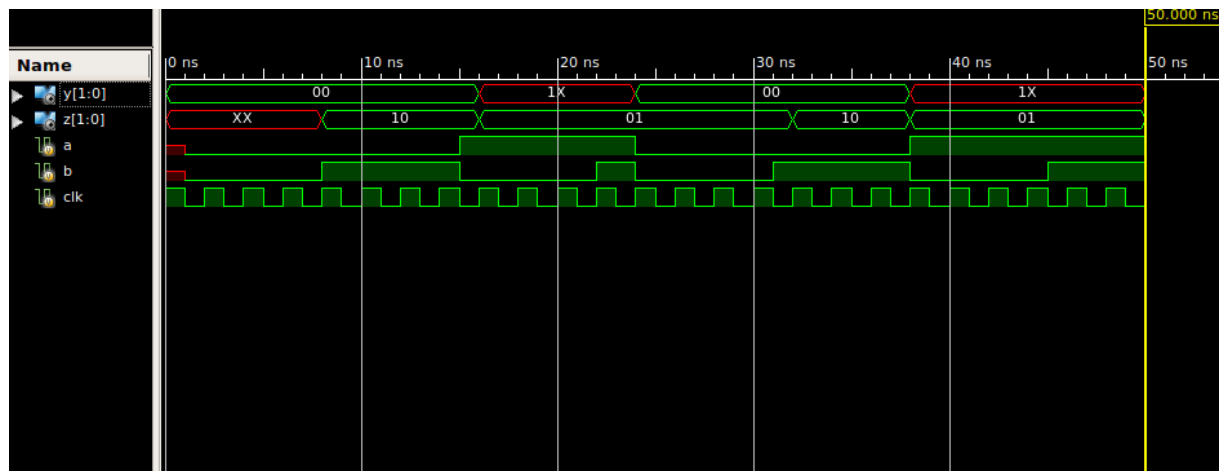 50.000 ns
Name
0 ns 10 ns 20 ns 30 ns 40 ns 50 ns
y[1:0] 00 1X 00 1X
z[1:0] XX 10 01 10 01
a
b
clk